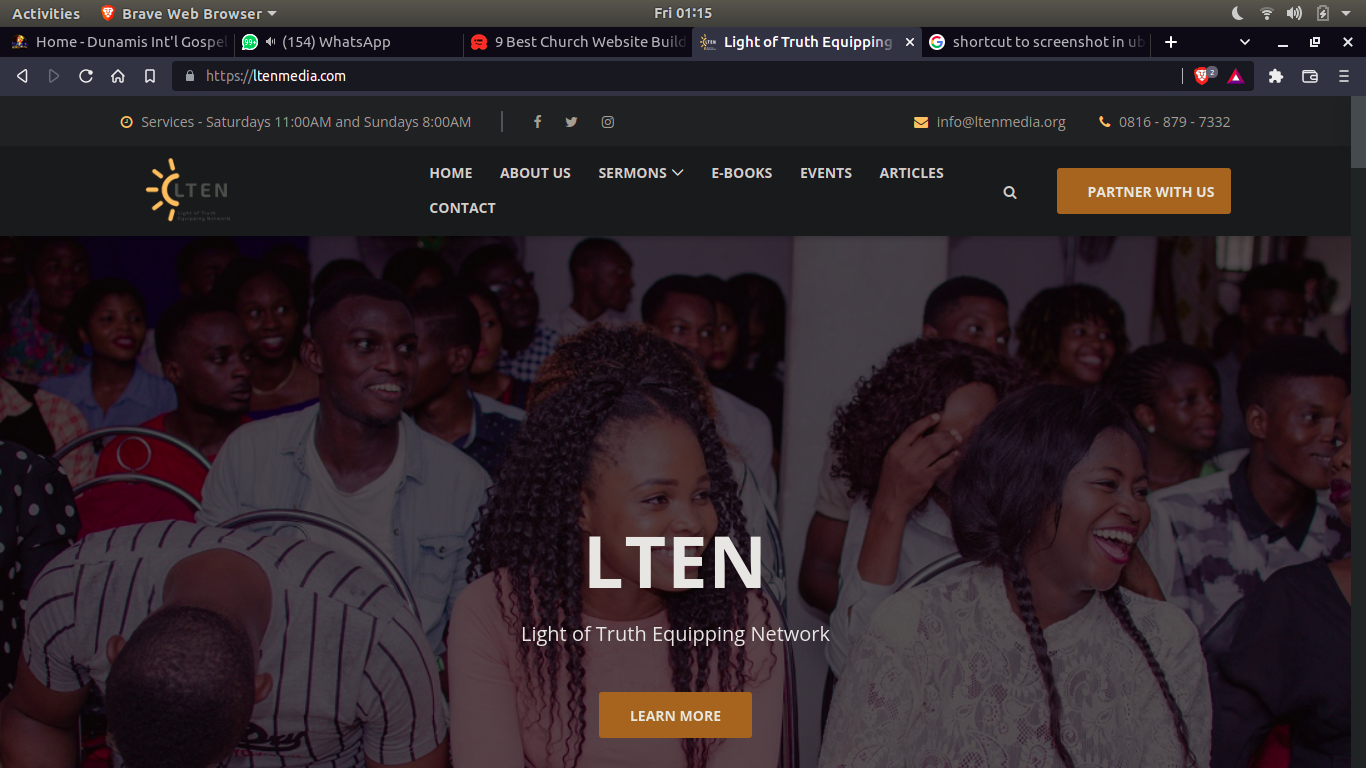 Activities Brave Web Browser Fri 01:15
Home - Dunamis Int'l Gospel (154) WhatsApp 9 Best Church Website Build Light of Truth Equipping shortcut to screenshot in ub
https://ltenmedia.com 2
Services - Saturdays 11:00AM and Sundays 8:00AM info@ltenmedia.org 0816 - 879 - 7332
LTEN
Light of Truth
Equipping Network
HOME ABOUT US SERMONS E-BOOKS EVENTS ARTICLES
CONTACT
PARTNER WITH US
LTEN
Light of Truth Equipping Network
LEARN MORE